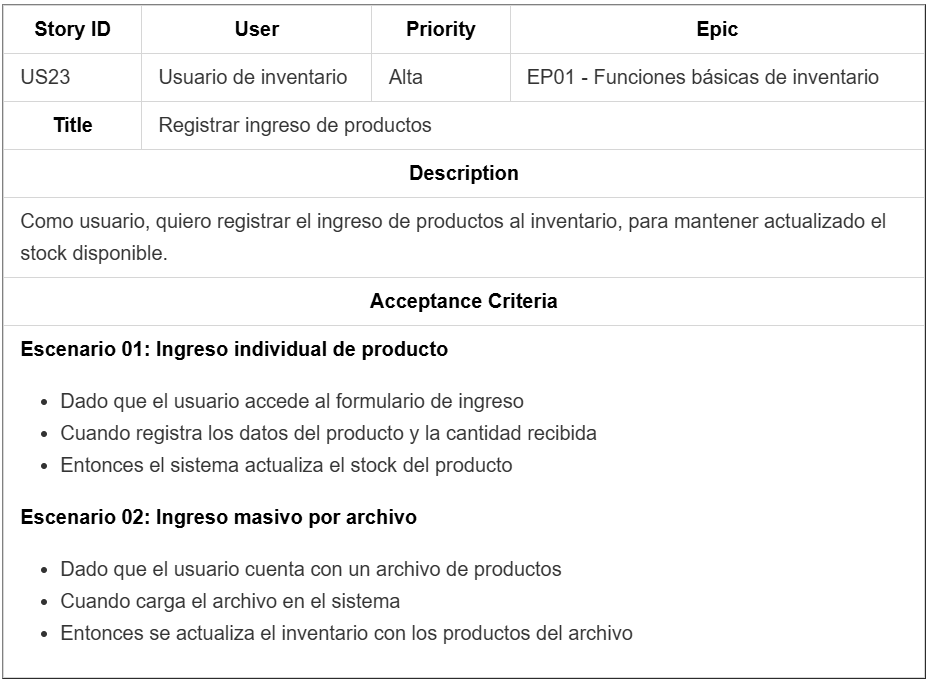 Story ID User Priority Epic
US23 Usuario de inventario Alta EP01 - Funciones básicas de inventario
Title Registrar ingreso de productos
Description
Como usuario, quiero registrar el ingreso de productos al inventario, para mantener actualizado el
stock disponible.
Acceptance Criteria
Escenario 01: Ingreso individual de producto
• Dado que el usuario accede al formulario de ingreso
• Cuando registra los datos del producto y la cantidad recibida
• Entonces el sistema actualiza el stock del producto
Escenario 02: Ingreso masivo por archivo
• Dado que el usuario cuenta con un archivo de productos
• Cuando carga el archivo en el sistema
• Entonces se actualiza el inventario con los productos del archivo